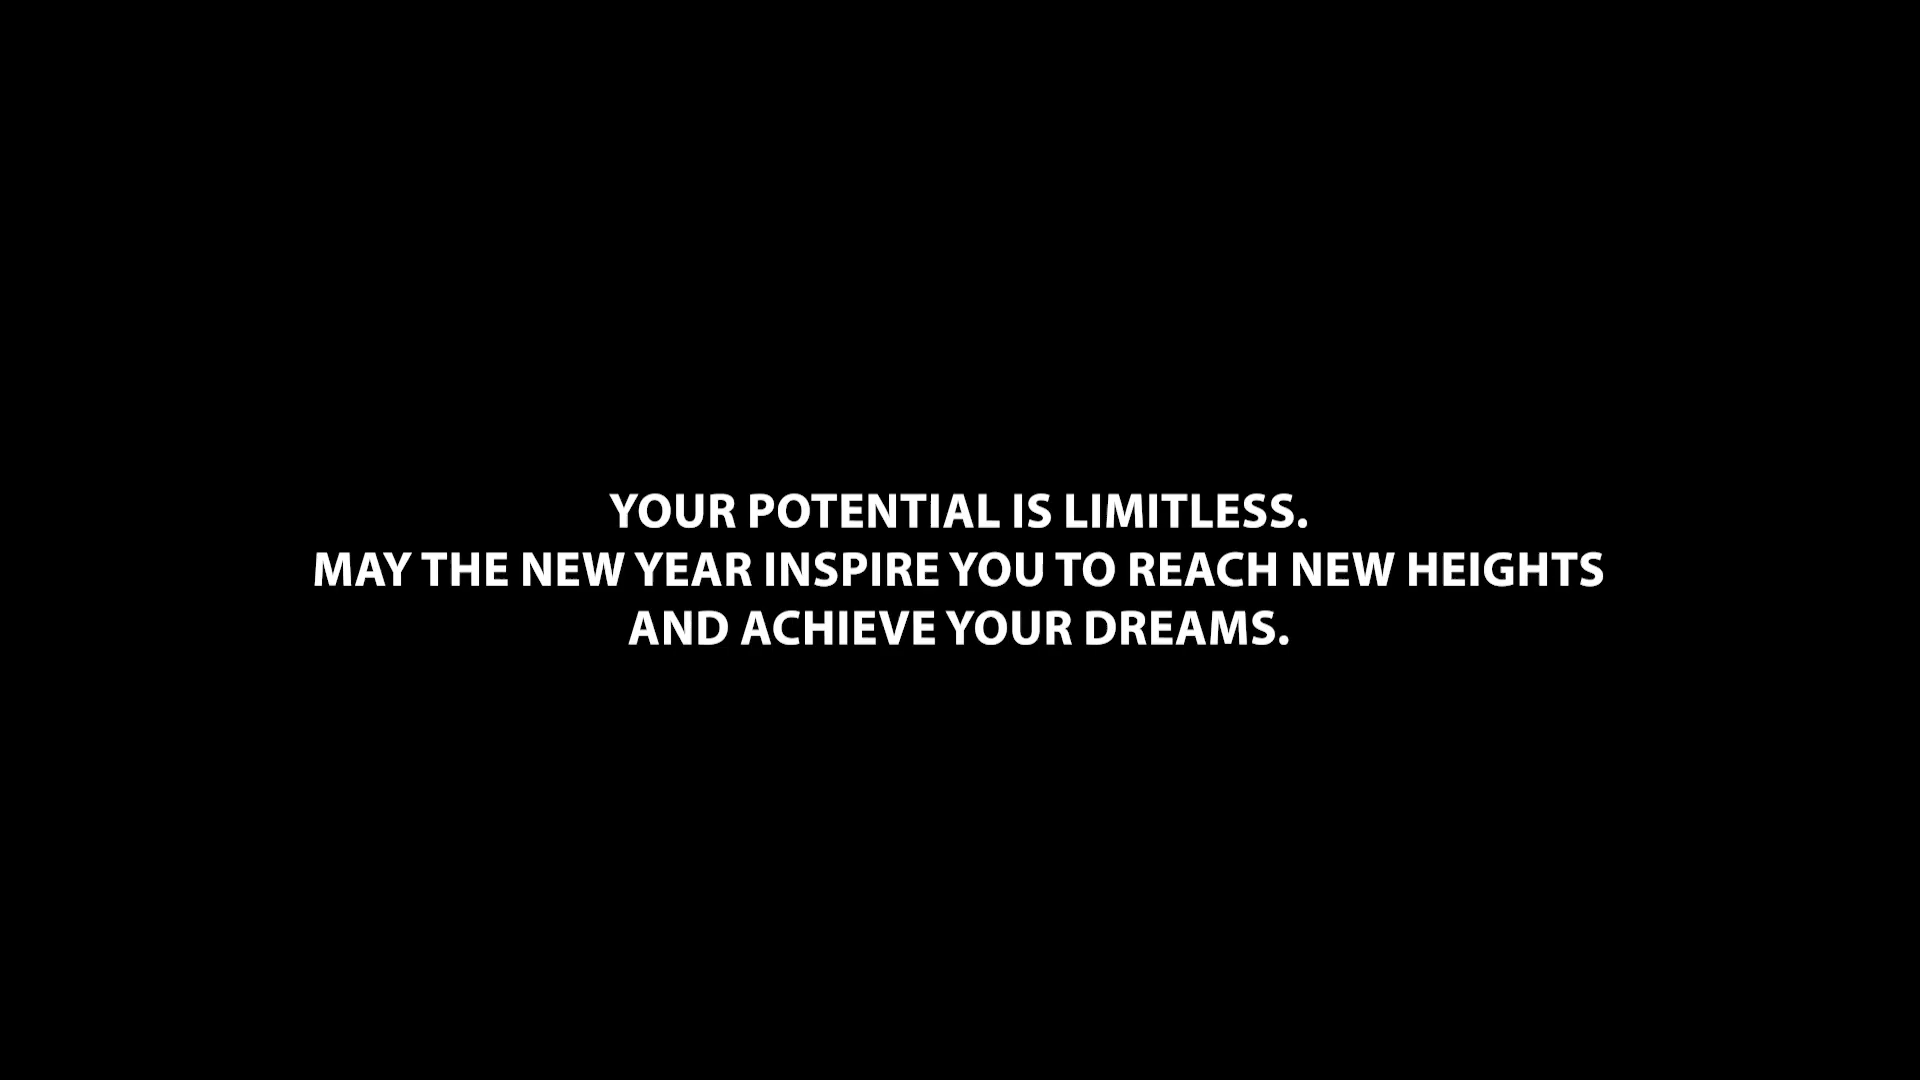 YOUR POTENTIAL IS LIMITLESS.
MAY THE NEW YEAR INSPIRE YOU TO REACH NEW HEIGHTS
AND ACHIEVE YOUR DREAMS.